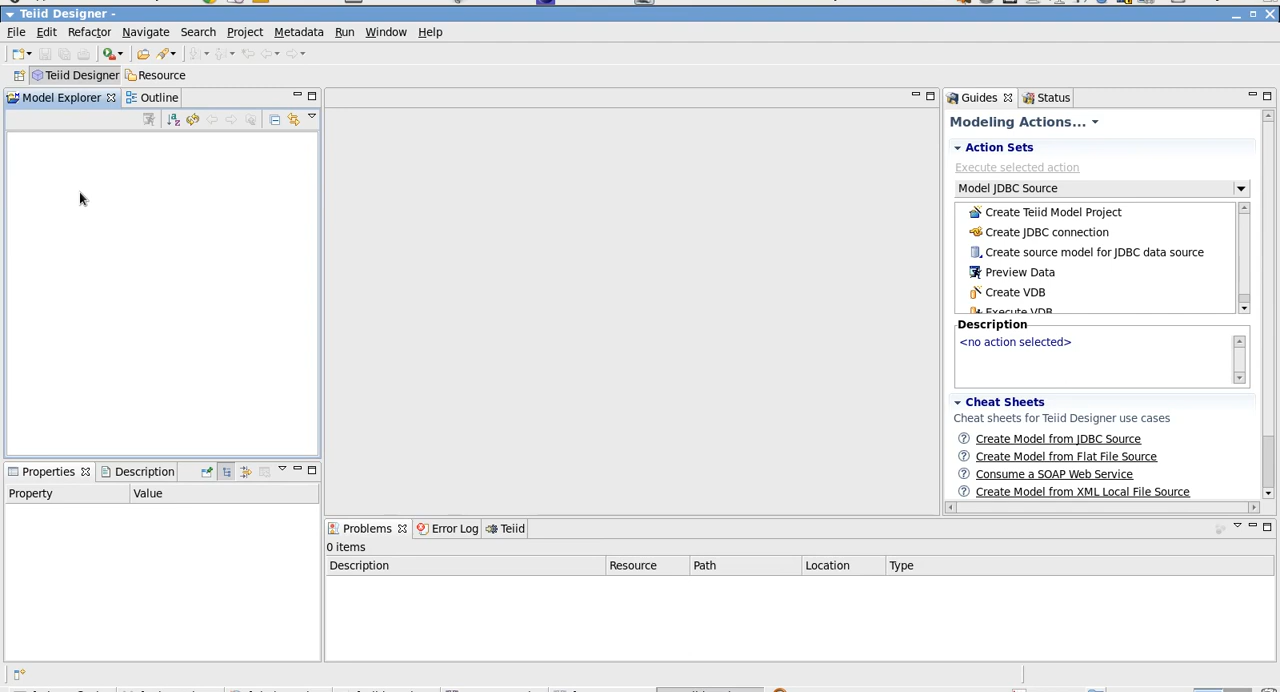 Teiid Designer -
File Edit Refactor Navigate Search Project Metadata Run Window Help
Teiid Designer Resource
Model Explorer Outline
Guides Status
Modeling Actions...
Action Sets
Execute selected action
Model JDBC Source
Create Teiid Model Project
Create JDBC connection
Create source model for JDBC data source
Preview Data
Create VDB
Execute VDB
Description
<no action selected>
Cheat Sheets
Cheat sheets for Teiid Designer use cases
Create Model from JDBC Source
Create Model from Flat File Source
Consume a SOAP Web Service
Create Model from XML Local File Source
Properties Description
Property Value
Problems Error Log Teiid
0 items
Description Resource Path Location Type